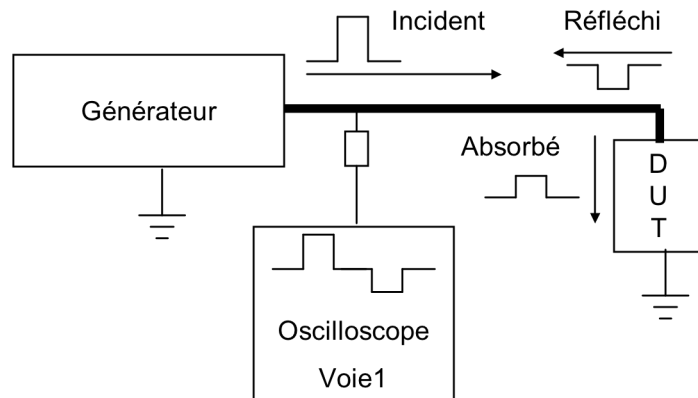 Incident
Réfléchi
Générateur
Absorbé
D
U
T
Oscilloscope
Voie1